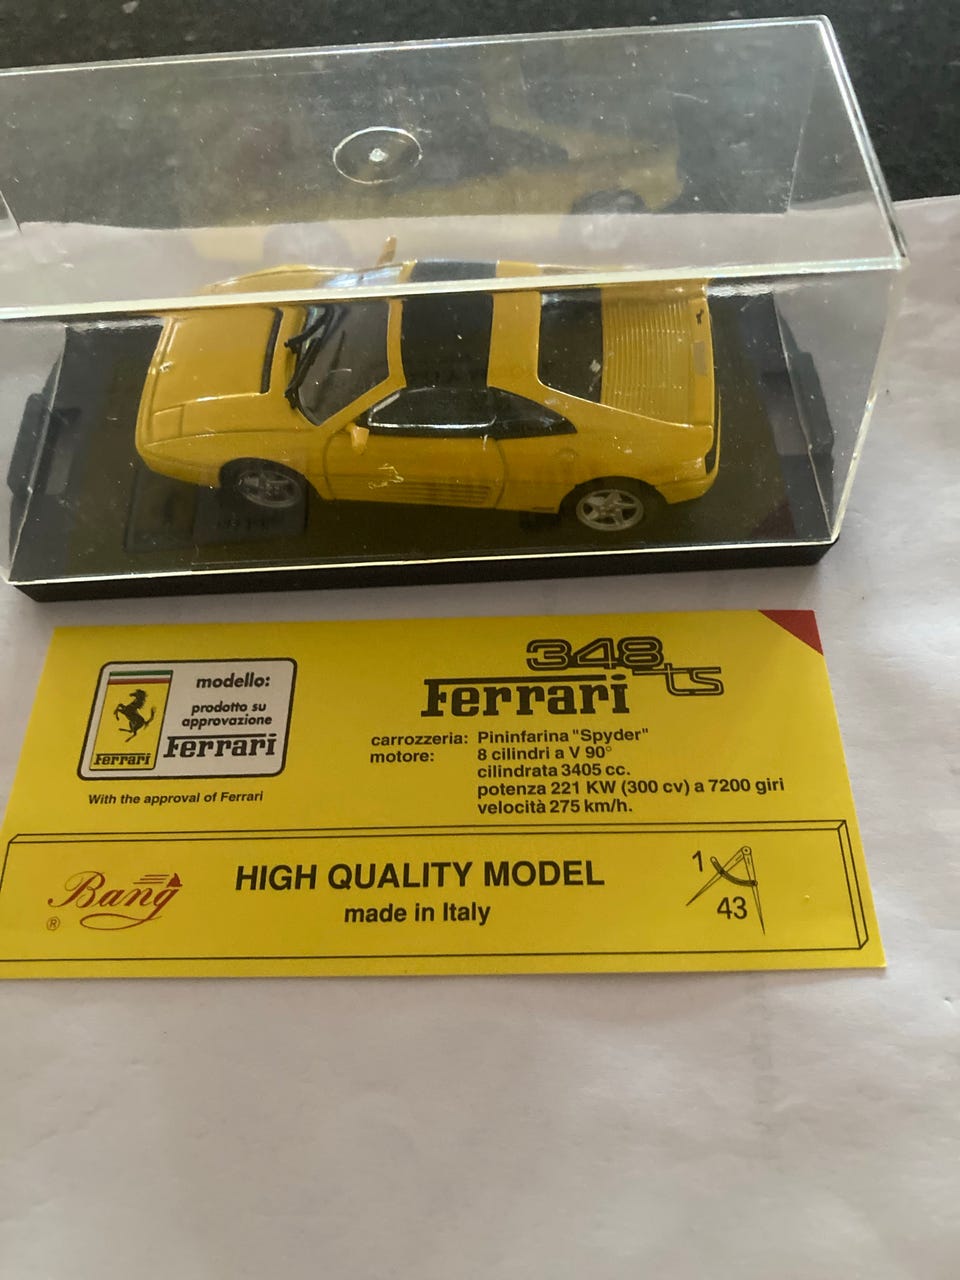 348 ts
Ferrari
modello:
prodotto su
approvazione
Ferrari
Ferrari
With the approval of Ferrari
carrozzeria: Pininfarina "Spyder"
motore: 8 cilindri a V 90°
cilindrata 3405 cc.
potenza 221 KW (300 cv) a 7200 giri
velocità 275 km/h.
Bang
®
HIGH QUALITY MODEL
made in Italy
1
43